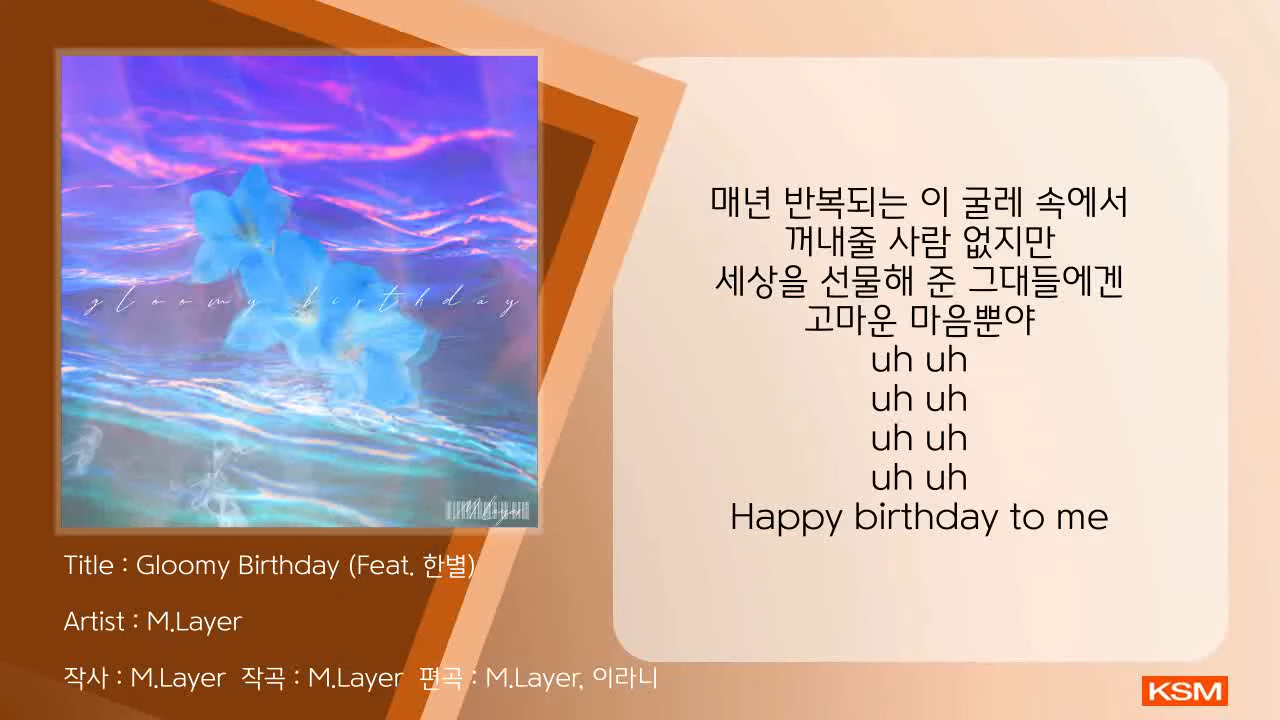 gloomy birthday
M.Layer
Title : Gloomy Birthday (Feat. 한별)
Artist : M.Layer
작사 : M.Layer 작곡 : M.Layer 편곡 : M.Layer, 이라니
매년 반복되는 이 굴레 속에서
꺼내줄 사람 없지만
세상을 선물해 준 그대들에겐
고마운 마음뿐야
uh uh
uh uh
uh uh
uh uh
Happy birthday to me
KSM